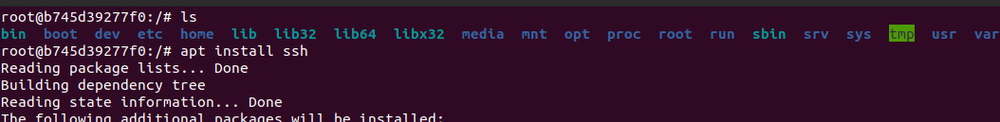 root@b745d39277f0:/# ls
bin boot dev etc home lib lib32 lib64 libx32 media mnt opt proc root run sbin srv sys tmp usr var
root@b745d39277f0:/# apt install ssh
Reading package lists... Done
Building dependency tree
Reading state information... Done
The following additional packages will be installed: